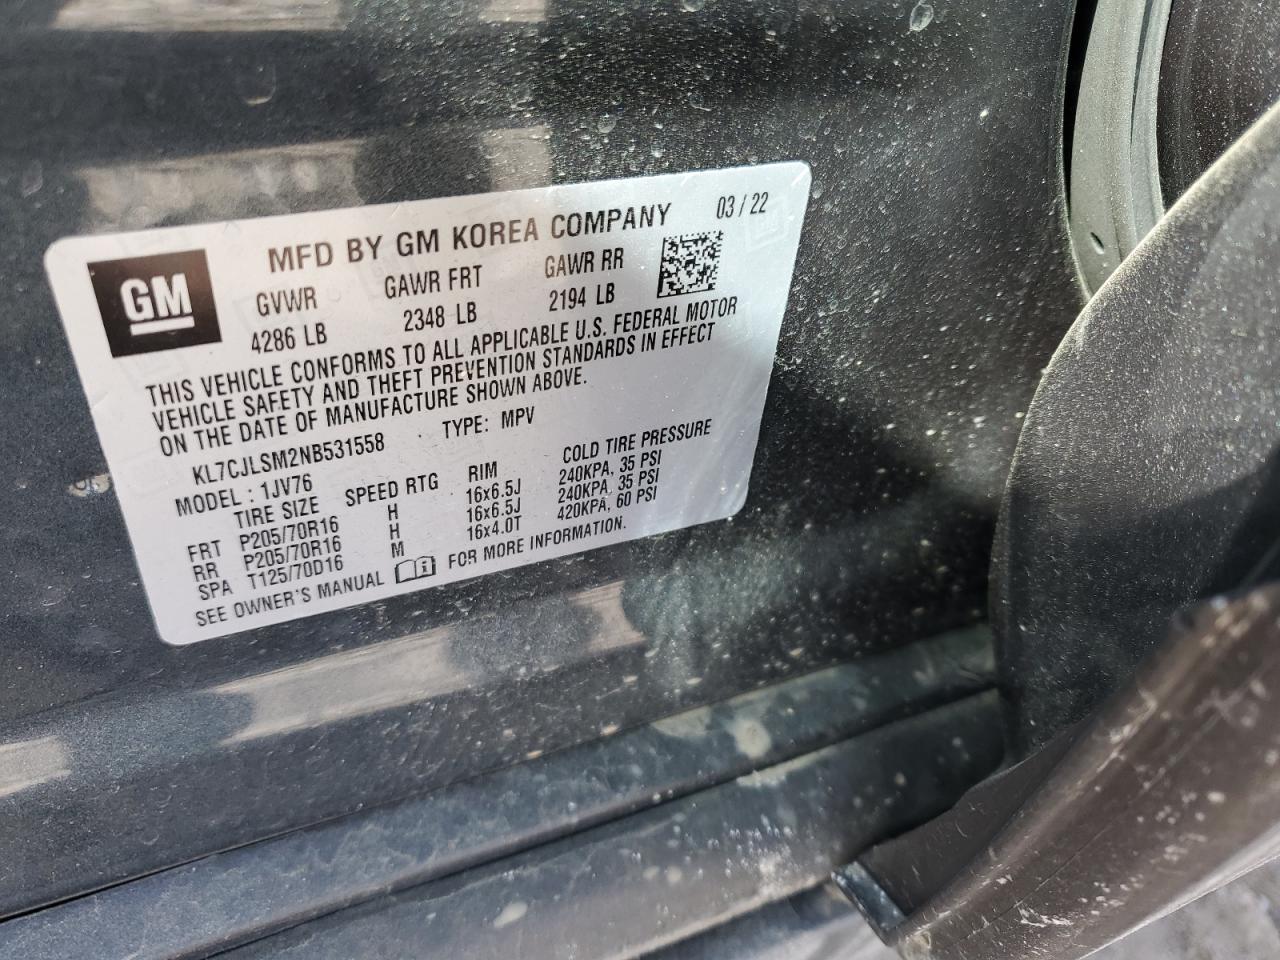 GM
MFD BY GM KOREA COMPANY 03 / 22
GVWR GAWR FRT GAWR RR
4286 LB 2348 LB 2194 LB
THIS VEHICLE CONFORMS TO ALL APPLICABLE U.S. FEDERAL MOTOR
VEHICLE SAFETY AND THEFT PREVENTION STANDARDS IN EFFECT
ON THE DATE OF MANUFACTURE SHOWN ABOVE.
KL7CJLSM2NB531558 TYPE: MPV
MODEL : 1JV76
TIRE SIZE SPEED RTG RIM COLD TIRE PRESSURE
FRT P205/70R16 H 16x6.5J 240KPA, 35 PSI
RR P205/70R16 H 16x6.5J 240KPA, 35 PSI
SPA T125/70D16 M 16x4.0T 420KPA, 60 PSI
SEE OWNER'S MANUAL FOR MORE INFORMATION.